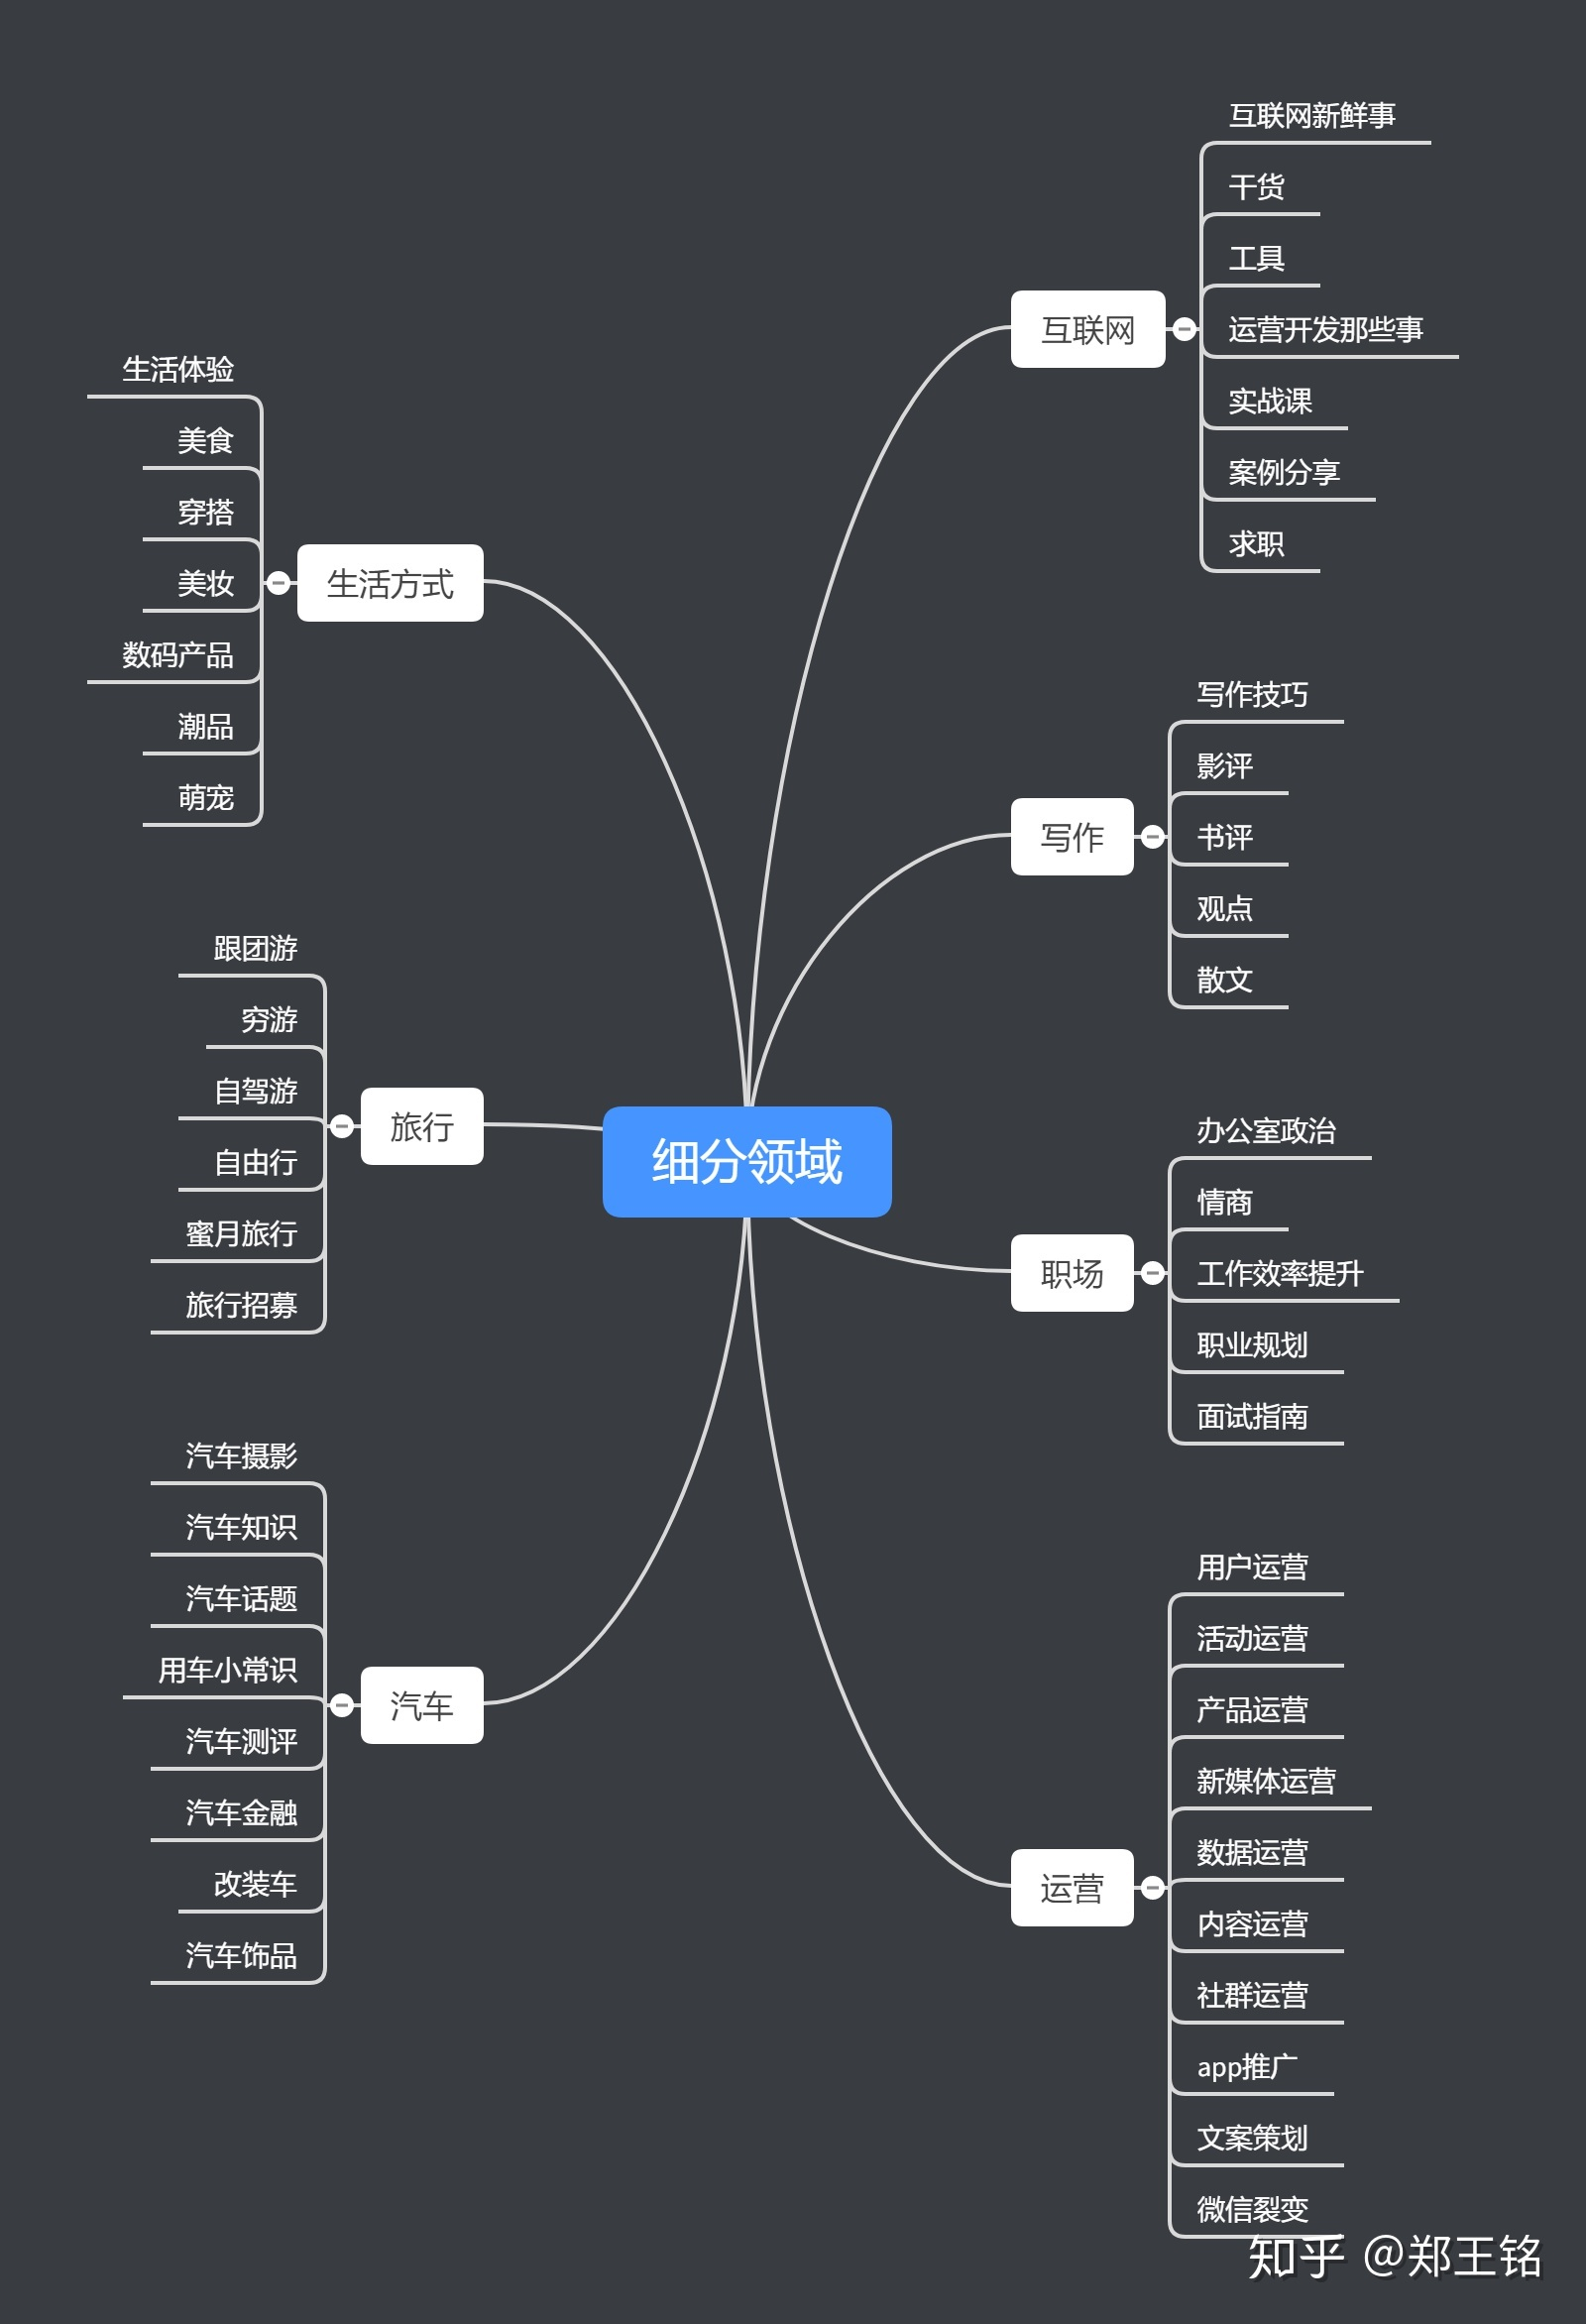 细分领域
互联网
互联网新鲜事
干货
工具
运营开发那些事
实战课
案例分享
求职
写作
写作技巧
影评
书评
观点
散文
职场
办公室政治
情商
工作效率提升
职业规划
面试指南
运营
用户运营
活动运营
产品运营
新媒体运营
数据运营
内容运营
社群运营
app推广
文案策划
微信裂变
生活方式
生活体验
美食
穿搭
美妆
数码产品
潮品
萌宠
旅行
跟团游
穷游
自驾游
自由行
蜜月旅行
旅行招募
汽车
汽车摄影
汽车知识
汽车话题
用车小常识
汽车测评
汽车金融
改装车
汽车饰品
知乎 @郑王铭